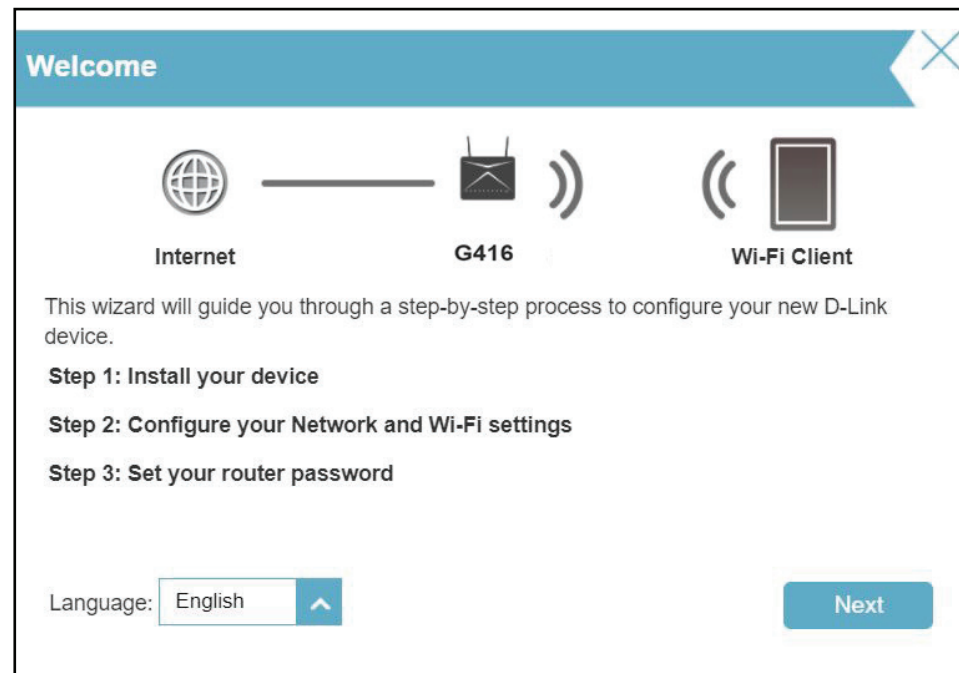 Welcome
Internet
G416
Wi-Fi Client
This wizard will guide you through a step-by-step process to configure your new D-Link
device.
Step 1: Install your device
Step 2: Configure your Network and Wi-Fi settings
Step 3: Set your router password
Language: English
Next